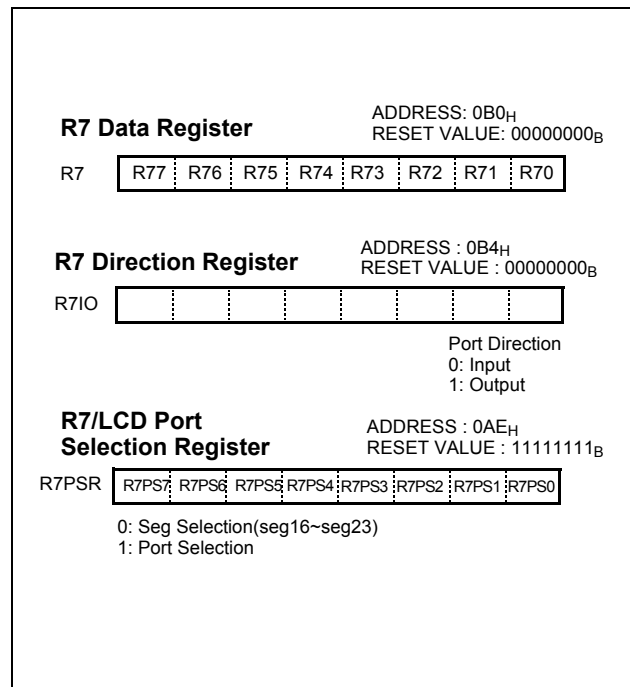 R7 Data Register
ADDRESS: 0B0H
RESET VALUE: 00000000B
R7
R77 R76 R75 R74 R73 R72 R71 R70
R7 Direction Register
ADDRESS : 0B4H
RESET VALUE : 00000000B
R7IO
Port Direction
0: Input
1: Output
R7/LCD Port
Selection Register
ADDRESS : 0AEH
RESET VALUE : 11111111B
R7PSR
R7PS7 R7PS6 R7PS5 R7PS4 R7PS3 R7PS2 R7PS1 R7PS0
0: Seg Selection(seg16~seg23)
1: Port Selection